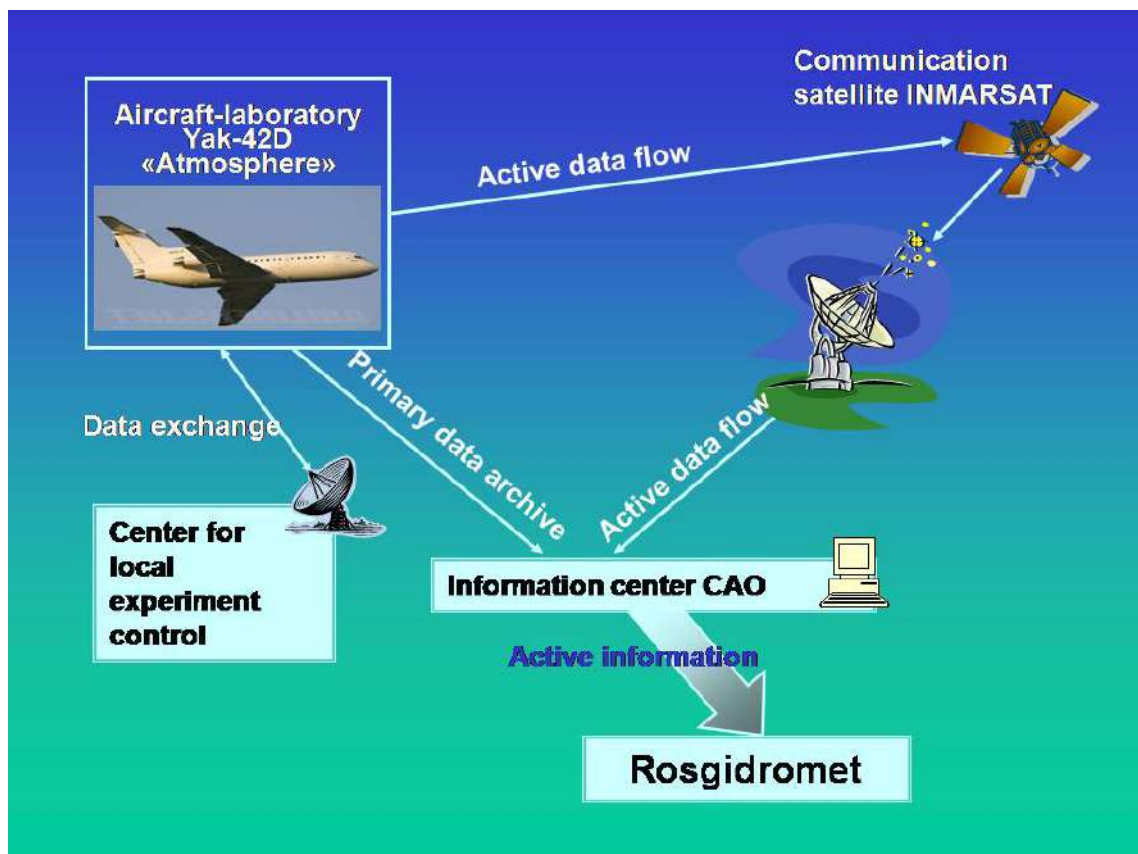 Communication
satellite INMARSAT
Aircraft-laboratory
Yak-42D
«Atmosphere»
Active data flow
Primary data archive
Active data flow
Data exchange
Center for
local
experiment
control
Information center CAO
Active information
Rosgidromet